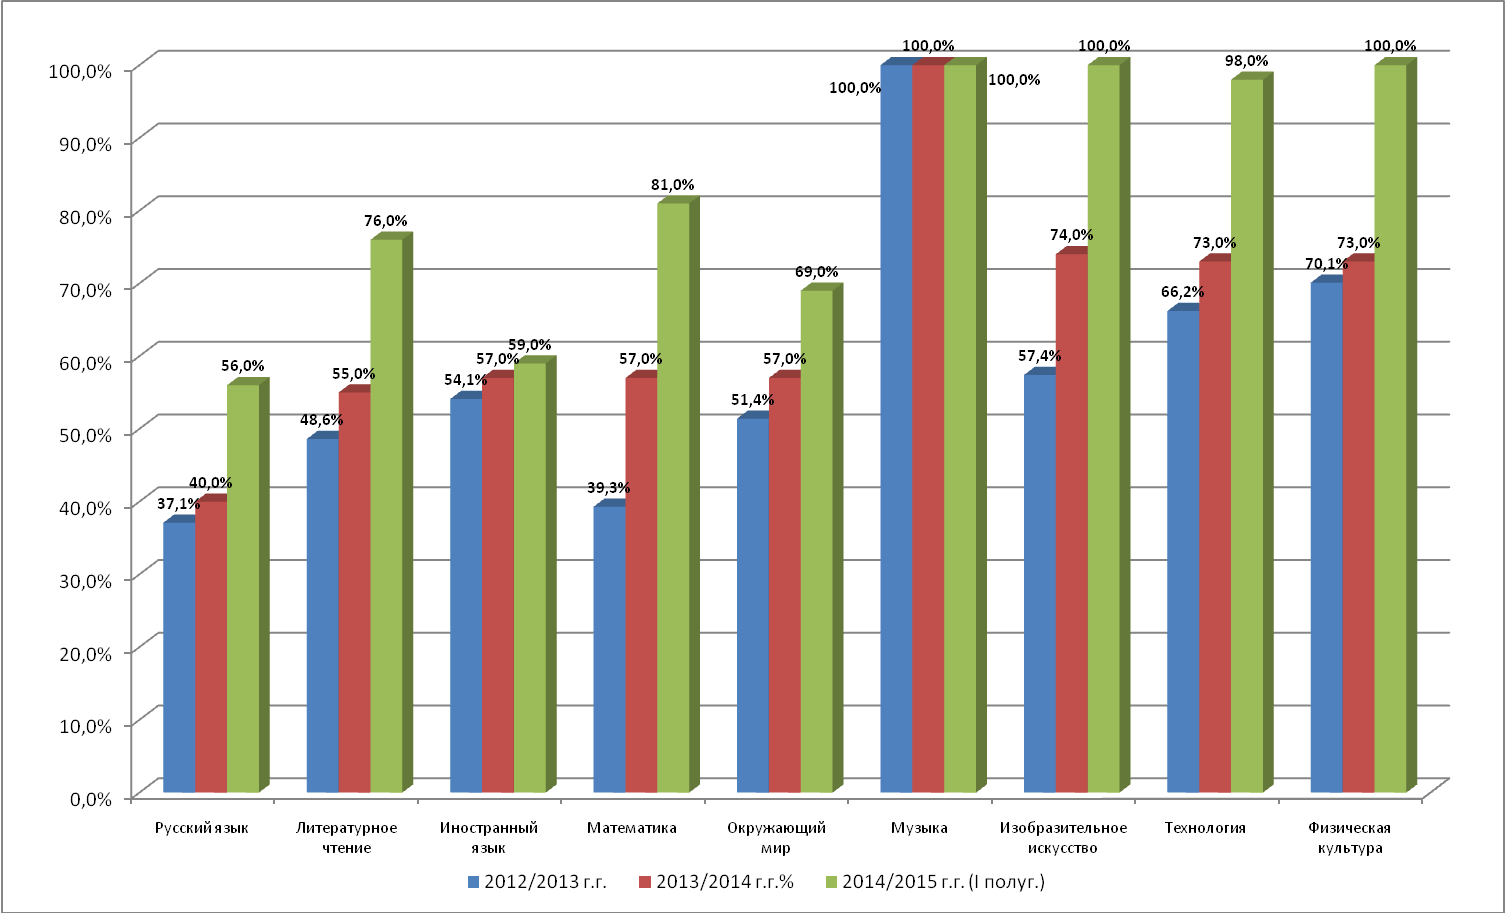 100,0%
90,0%
80,0%
70,0%
60,0%
50,0%
40,0%
30,0%
20,0%
10,0%
0,0%
37,1%
40,0%
56,0%
48,6%
55,0%
76,0%
54,1%
57,0%
59,0%
39,3%
57,0%
81,0%
51,4%
57,0%
69,0%
100,0%
100,0%
100,0%
57,4%
74,0%
100,0%
66,2%
73,0%
98,0%
70,1%
73,0%
100,0%
Русский язык
Литературное
чтение
Иностранный
язык
Математика
Окружающий
мир
Музыка
Изобразительное
искусство
Технология
Физическая
культура
2012/2013 г.г.
2013/2014 г.г.%
2014/2015 г.г. (I полуг.)